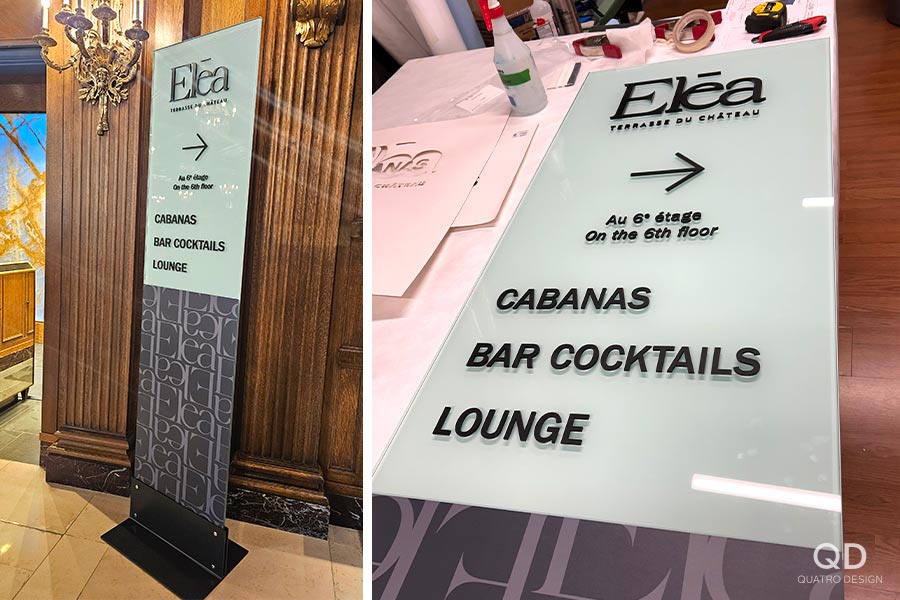 Eléa
TERRASSE DU CHÂTEAU
Au 6e étage
On the 6th floor
CABANAS
BAR COCKTAILS
LOUNGE
Eléa
TERRASSE DU CHÂTEAU
Au 6e étage
On the 6th floor
CABANAS
BAR COCKTAILS
LOUNGE
QD
QUATRO DESIGN